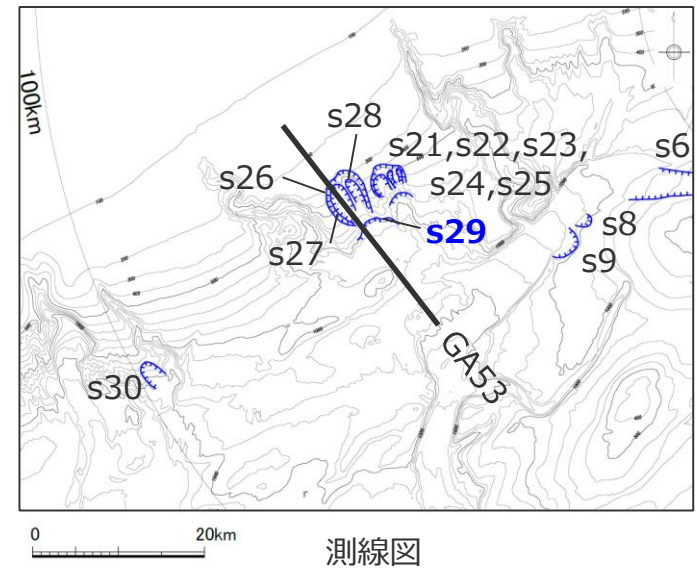 100km
s28
s21,s22,s23,
s24,s25
s6
s26
s29
s27
s8
s9
s30
GA53
0 20km
測線図